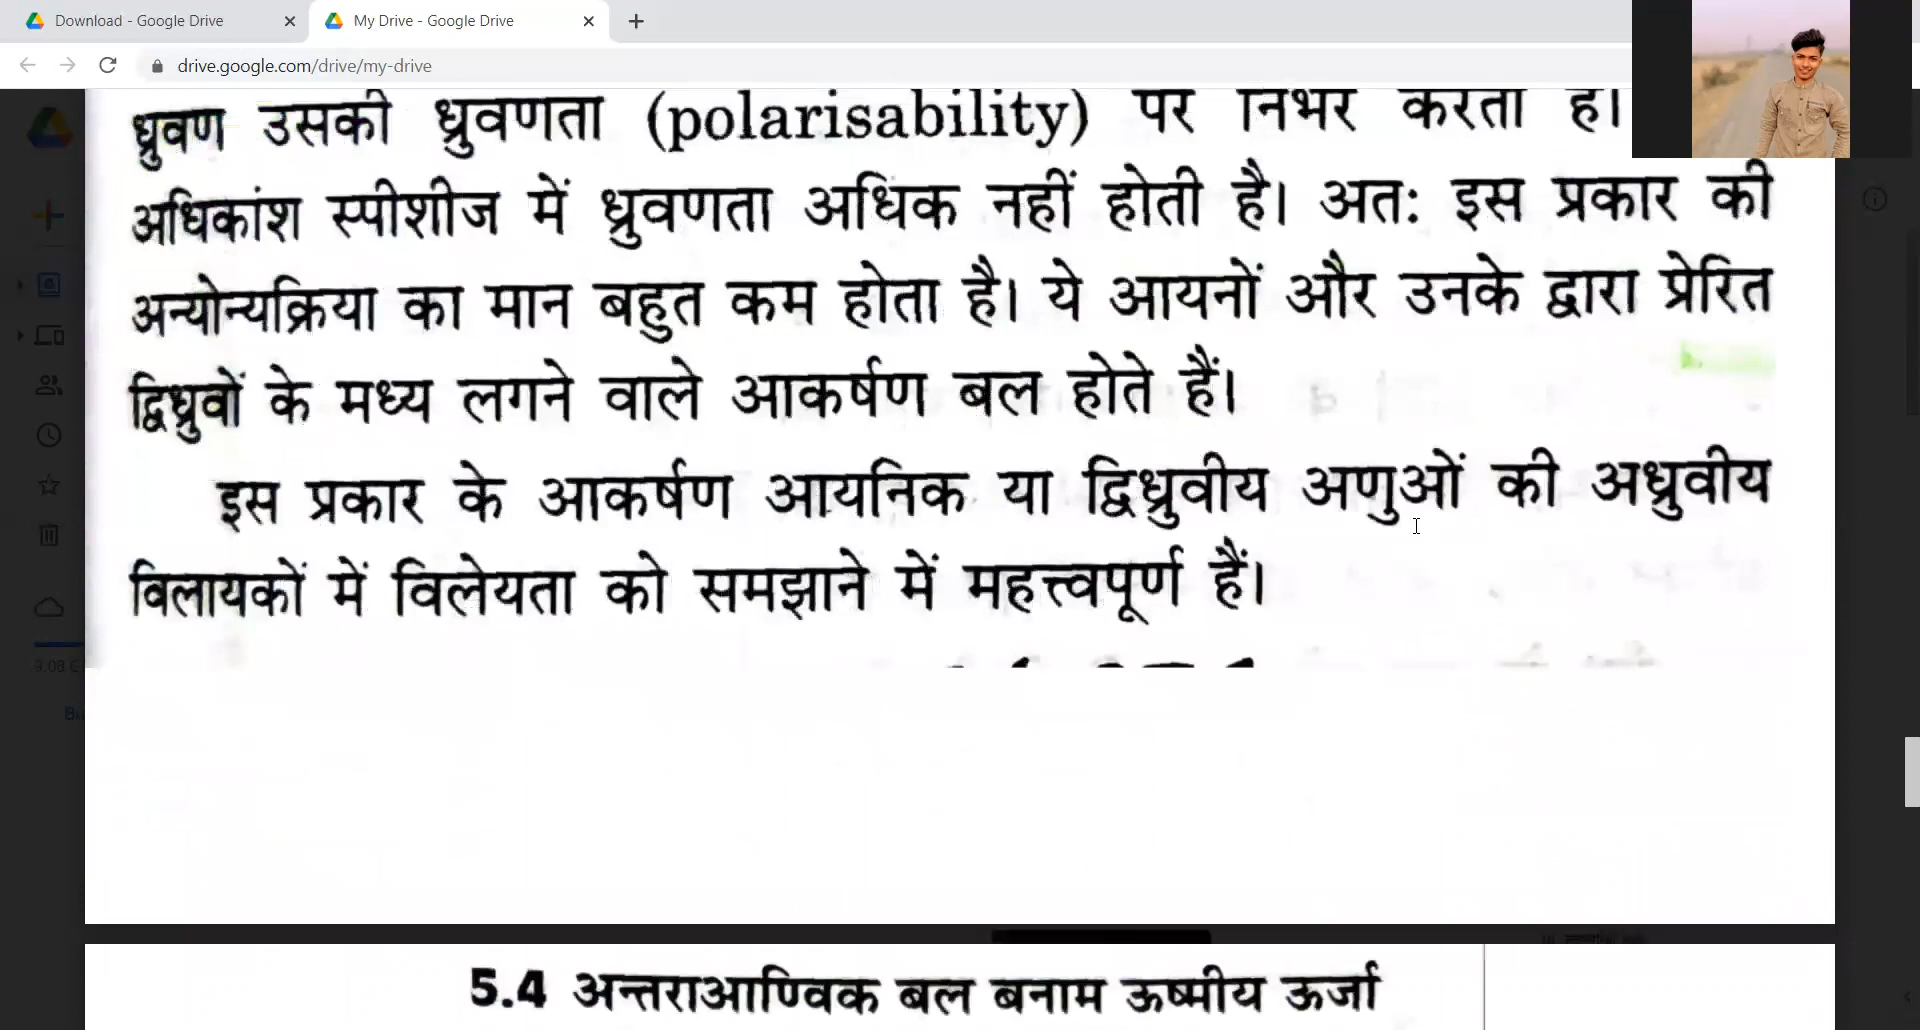 Download - Google Drive
My Drive - Google Drive
drive.google.com/drive/my-drive
ध्रुवण उसकी ध्रुवणता (polarisability) पर निर्भर करता है।
अधिकांश स्पीशीज में ध्रुवणता अधिक नहीं होती है। अत: इस प्रकार की
अन्योन्यक्रिया का मान बहुत कम होता है। ये आयनों और उनके द्वारा प्रेरित
द्विध्रुवों के मध्य लगने वाले आकर्षण बल होते हैं।
इस प्रकार के आकर्षण आयनिक या द्विध्रुवीय अणुओं की अध्रुवीय
विलायकों में विलेयता को समझाने में महत्त्वपूर्ण हैं।
5.4 अन्तराआण्विक बल बनाम ऊष्मीय ऊर्जा